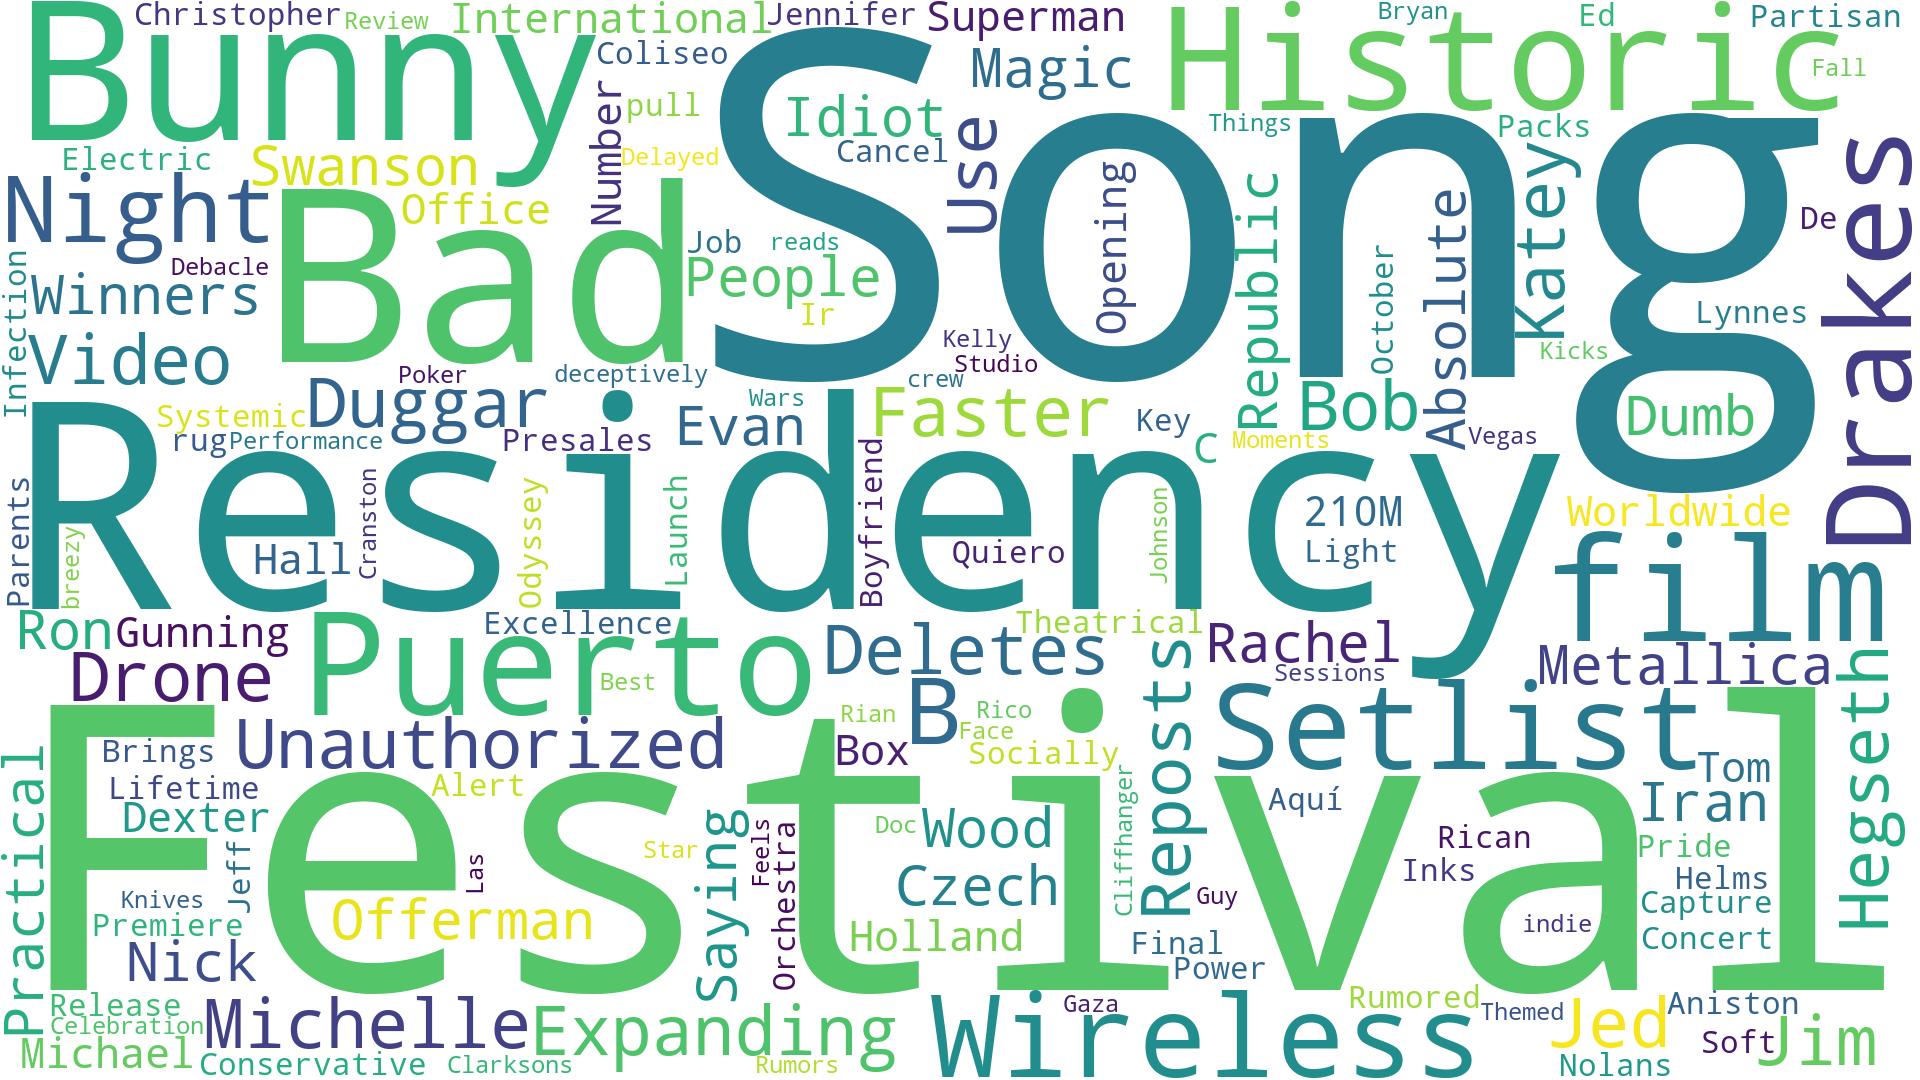 Christopher
Review
International
Jennifer
Superman
Bryan
Ed
Partisan
Bunny
Coliseo
Song
Magic
Historic
Fall
Number
pull
Idiot
Use
Things
Packs
Electric
Swanson
Delayed
Cancel
Katey
Drakes
Night
Bad
Office
Opening
Republic
Absolute
De
Debacle
Job
reads
People
October
Infection
Winners
Ir
Lynnes
Video
Kelly
Studio
Kicks
Poker
deceptively
crew
Duggar
Wars
Systemic
Evan
Faster
Key
Bob
Dumb
rug
Performance
Presales
C
Moments
Vegas
Residency
Parents
breezy
Hall
Cranston
Odyssey
Launch
Boyfriend
Quiero
Johnson
210M
Light
Worldwide
film
Ron
Gunning
Puerto
Excellence
Theatrical
Deletes
Rachel
Drone
Best
Sessions
Metallica
Hegseth
Festival
B
Rian
Rico
Face
Reposts
Setlist
Unauthorized
Brings
Box
Socially
Tom
Practical
Lifetime
Alert
Cliffhanger
Aquí
Iran
Dexter
Saying
Feels
Orchestra
Doc
Wood
Rican
Pride
Jeff
Las
Star
Czech
Inks
Helms
Knives
Guy
Capture
Premiere
Offerman
Holland
indie
Concert
Nick
Final
Power
Release
Michelle
Expanding
Wireless
Gaza
Rumored
Themed
Jed
Aniston
Celebration
Michael
Conservative
Clarksons
Rumors
Soft
Jim
Nolans